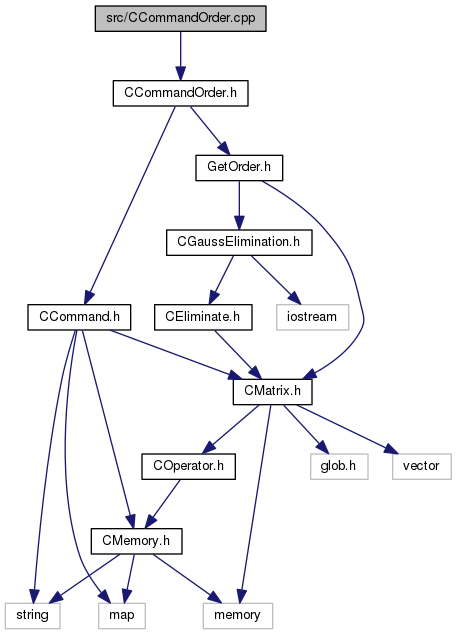 src/CCommandOrder.cpp
CCommandOrder.h
GetOrder.h
CGaussElimination.h
CCommand.h
CEliminate.h
iostream
CMatrix.h
COperator.h
glob.h
vector
CMemory.h
string
map
memory